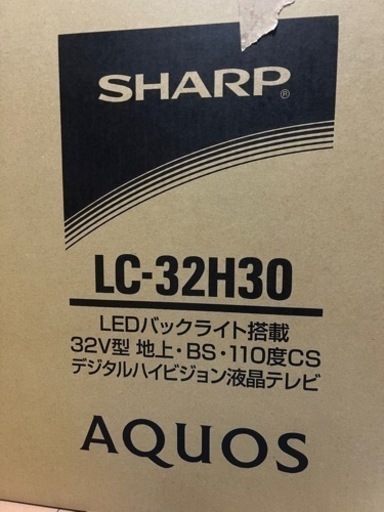 SHARP®
LC-32H30
LEDバックライト搭載
32V型 地上・BS・110度CS
デジタルハイビジョン液晶テレビ
AQUOS